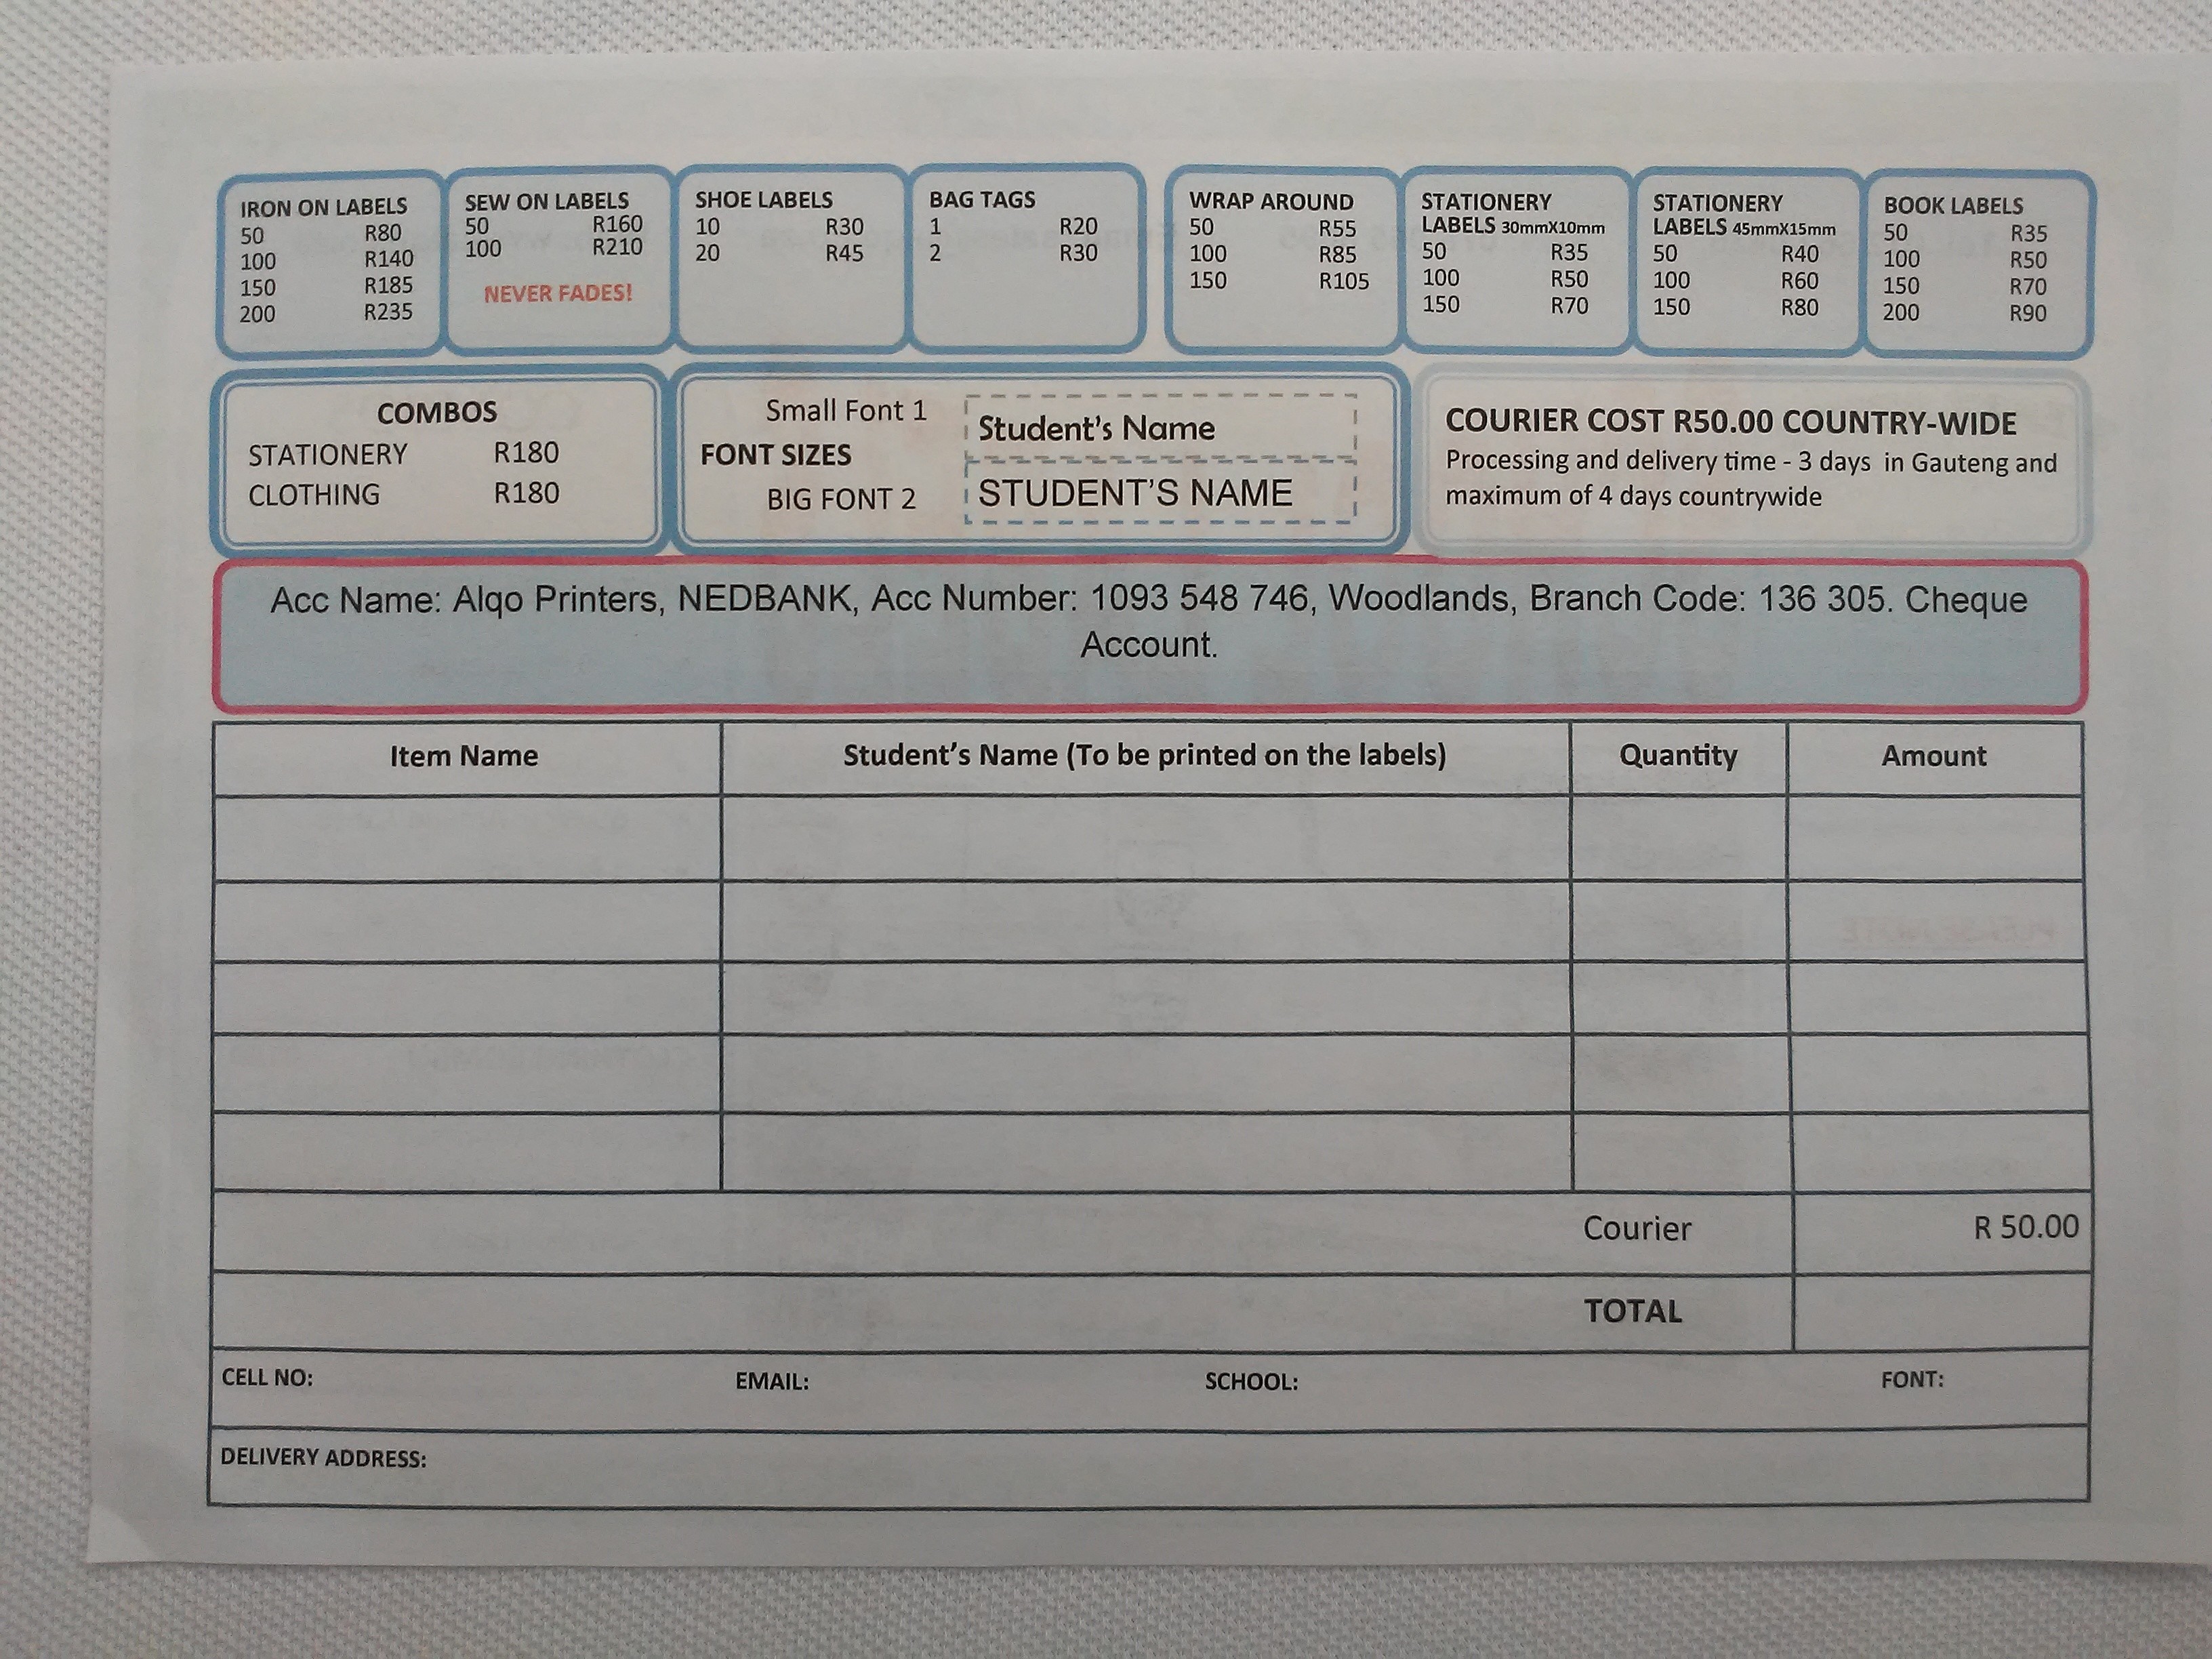 IRON ON LABELS
50 R80
100 R140
150 R185
200 R235
SEW ON LABELS
50 R160
100 R210
NEVER FADES!
SHOE LABELS
10 R30
20 R45
BAG TAGS
1 R20
2 R30
WRAP AROUND
50 R55
100 R85
150 R105
STATIONERY
LABELS 30mmX10mm
50 R35
100 R50
150 R70
STATIONERY
LABELS 45mmX15mm
50 R40
100 R60
150 R80
BOOK LABELS
50 R35
100 R50
150 R70
200 R90
COMBOS
STATIONERY R180
CLOTHING R180
Small Font 1
FONT SIZES
BIG FONT 2
Student's Name
STUDENT'S NAME
COURIER COST R50.00 COUNTRY-WIDE
Processing and delivery time - 3 days in Gauteng and
maximum of 4 days countrywide
Acc Name: Alqo Printers, NEDBANK, Acc Number: 1093 548 746, Woodlands, Branch Code: 136 305. Cheque
Account.
Item Name Student's Name (To be printed on the labels) Quantity Amount
Courier R 50.00
TOTAL
CELL NO: EMAIL: SCHOOL: FONT:
DELIVERY ADDRESS: